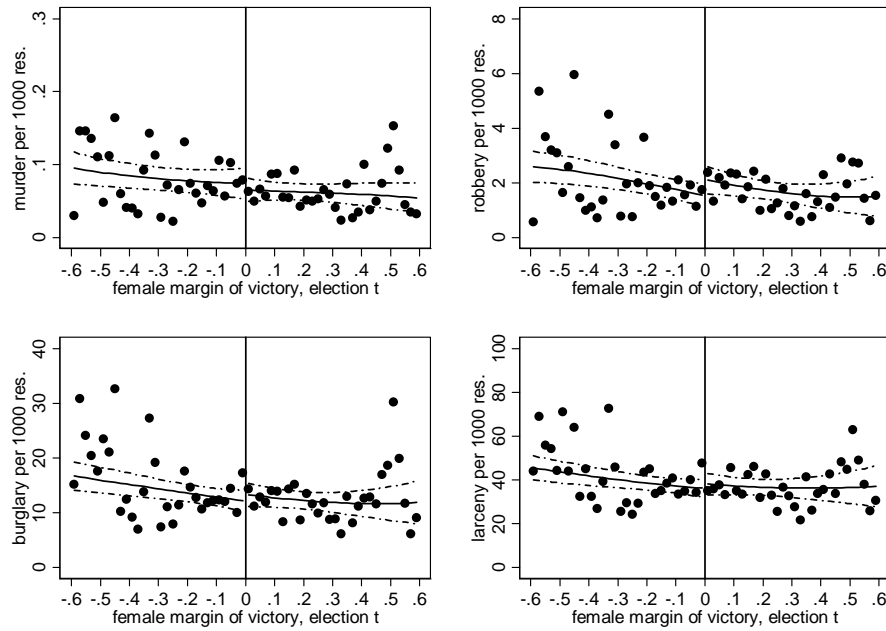 murder per 1000 res.
0
.1
.2
.3
-.6 -.5 -.4 -.3 -.2 -.1 0 .1 .2 .3 .4 .5 .6
female margin of victory, election t
robbery per 1000 res.
0
2
4
6
8
-.6 -.5 -.4 -.3 -.2 -.1 0 .1 .2 .3 .4 .5 .6
female margin of victory, election t
burglary per 1000 res.
0
10
20
30
40
-.6 -.5 -.4 -.3 -.2 -.1 0 .1 .2 .3 .4 .5 .6
female margin of victory, election t
larceny per 1000 res.
0
20
40
60
80
100
-.6 -.5 -.4 -.3 -.2 -.1 0 .1 .2 .3 .4 .5 .6
female margin of victory, election t